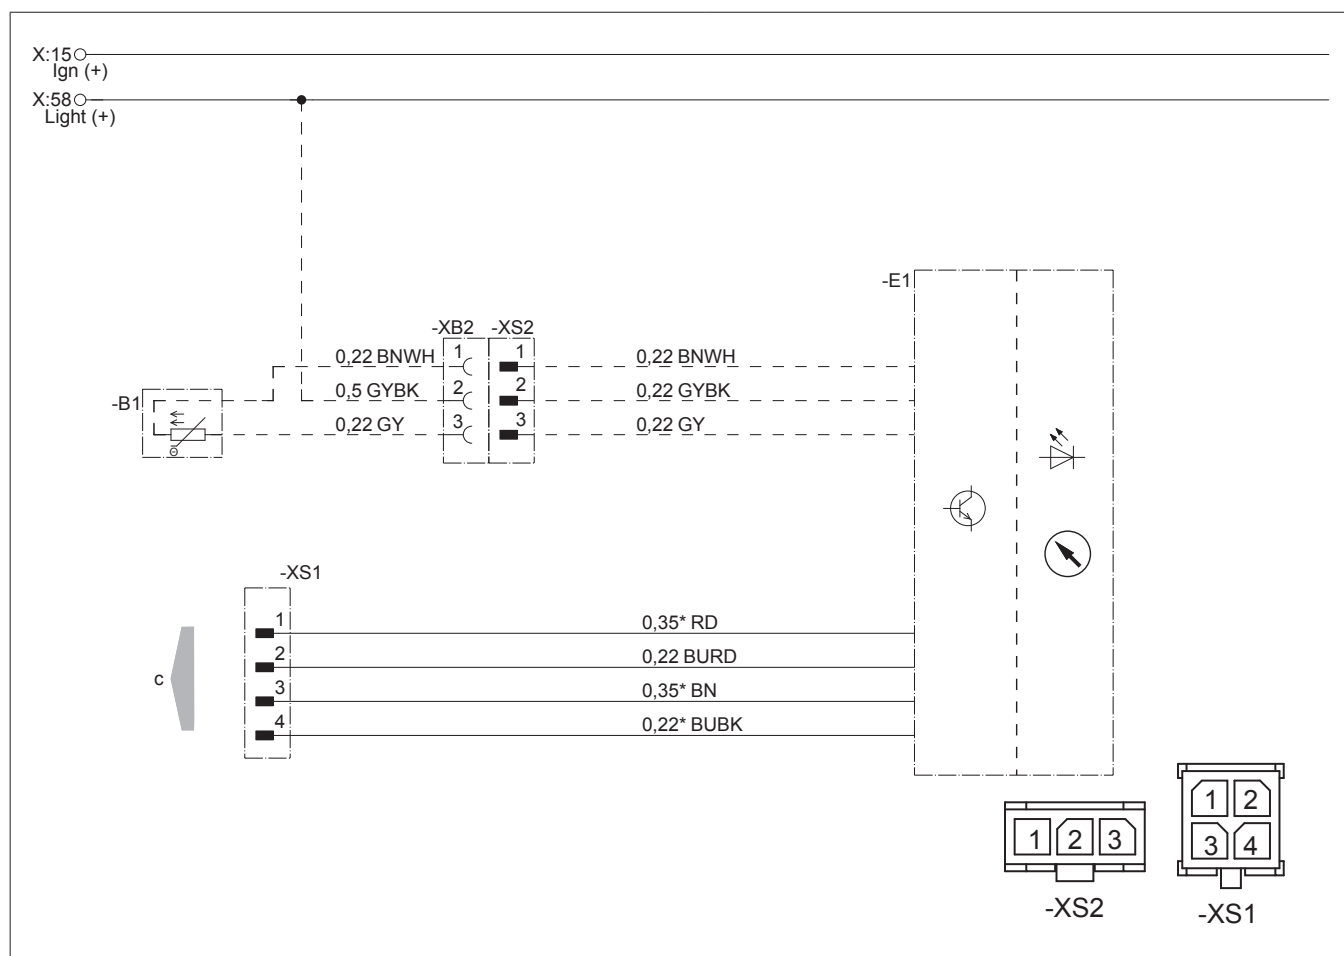 X:15
Ign (+)
X:58
Light (+)
-E1
-XB2 -XS2
0,22 BNWH 1 1 0,22 BNWH
0,5 GYBK 2 2 0,22 GYBK
-B1
0,22 GY 3 3 0,22 GY
-XS1
1 0,35* RD
2 0,22 BURD
c
3 0,35* BN
4 0,22* BUBK
1 2
3 4
1 2 3
-XS2
-XS1